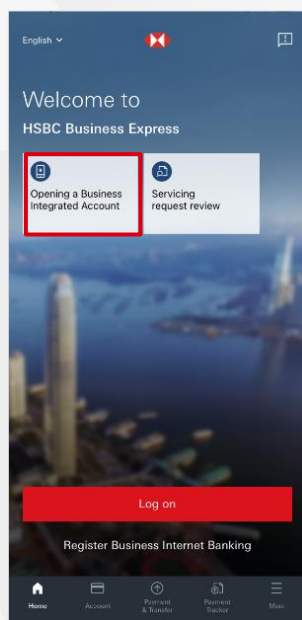 English
Welcome to
HSBC Business Express
Opening a Business
Integrated Account
Servicing
request review
Log on
Register Business Internet Banking
Home
Account
Payment
& Transfer
Payment
Tracker
Menu